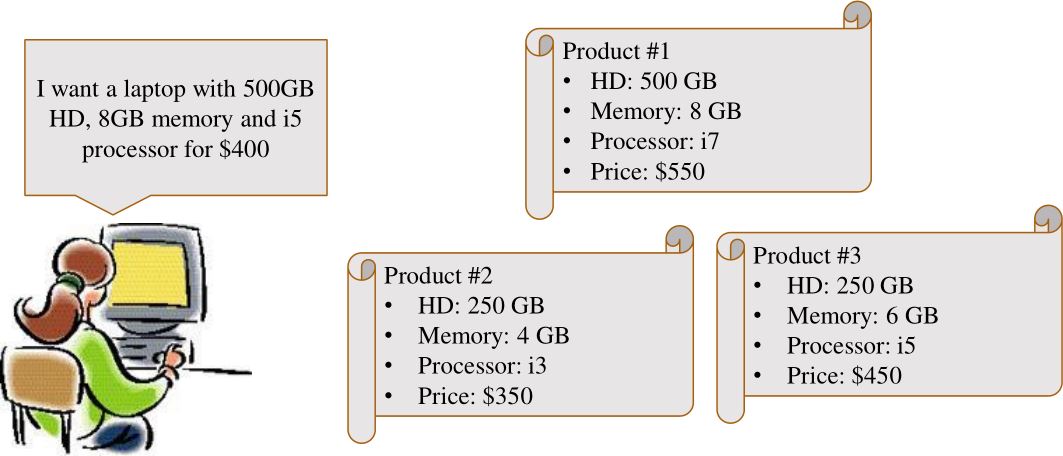 I want a laptop with 500GB
HD, 8GB memory and i5
processor for $400
Product #1
• HD: 500 GB
• Memory: 8 GB
• Processor: i7
• Price: $550
Product #2
• HD: 250 GB
• Memory: 4 GB
• Processor: i3
• Price: $350
Product #3
• HD: 250 GB
• Memory: 6 GB
• Processor: i5
• Price: $450